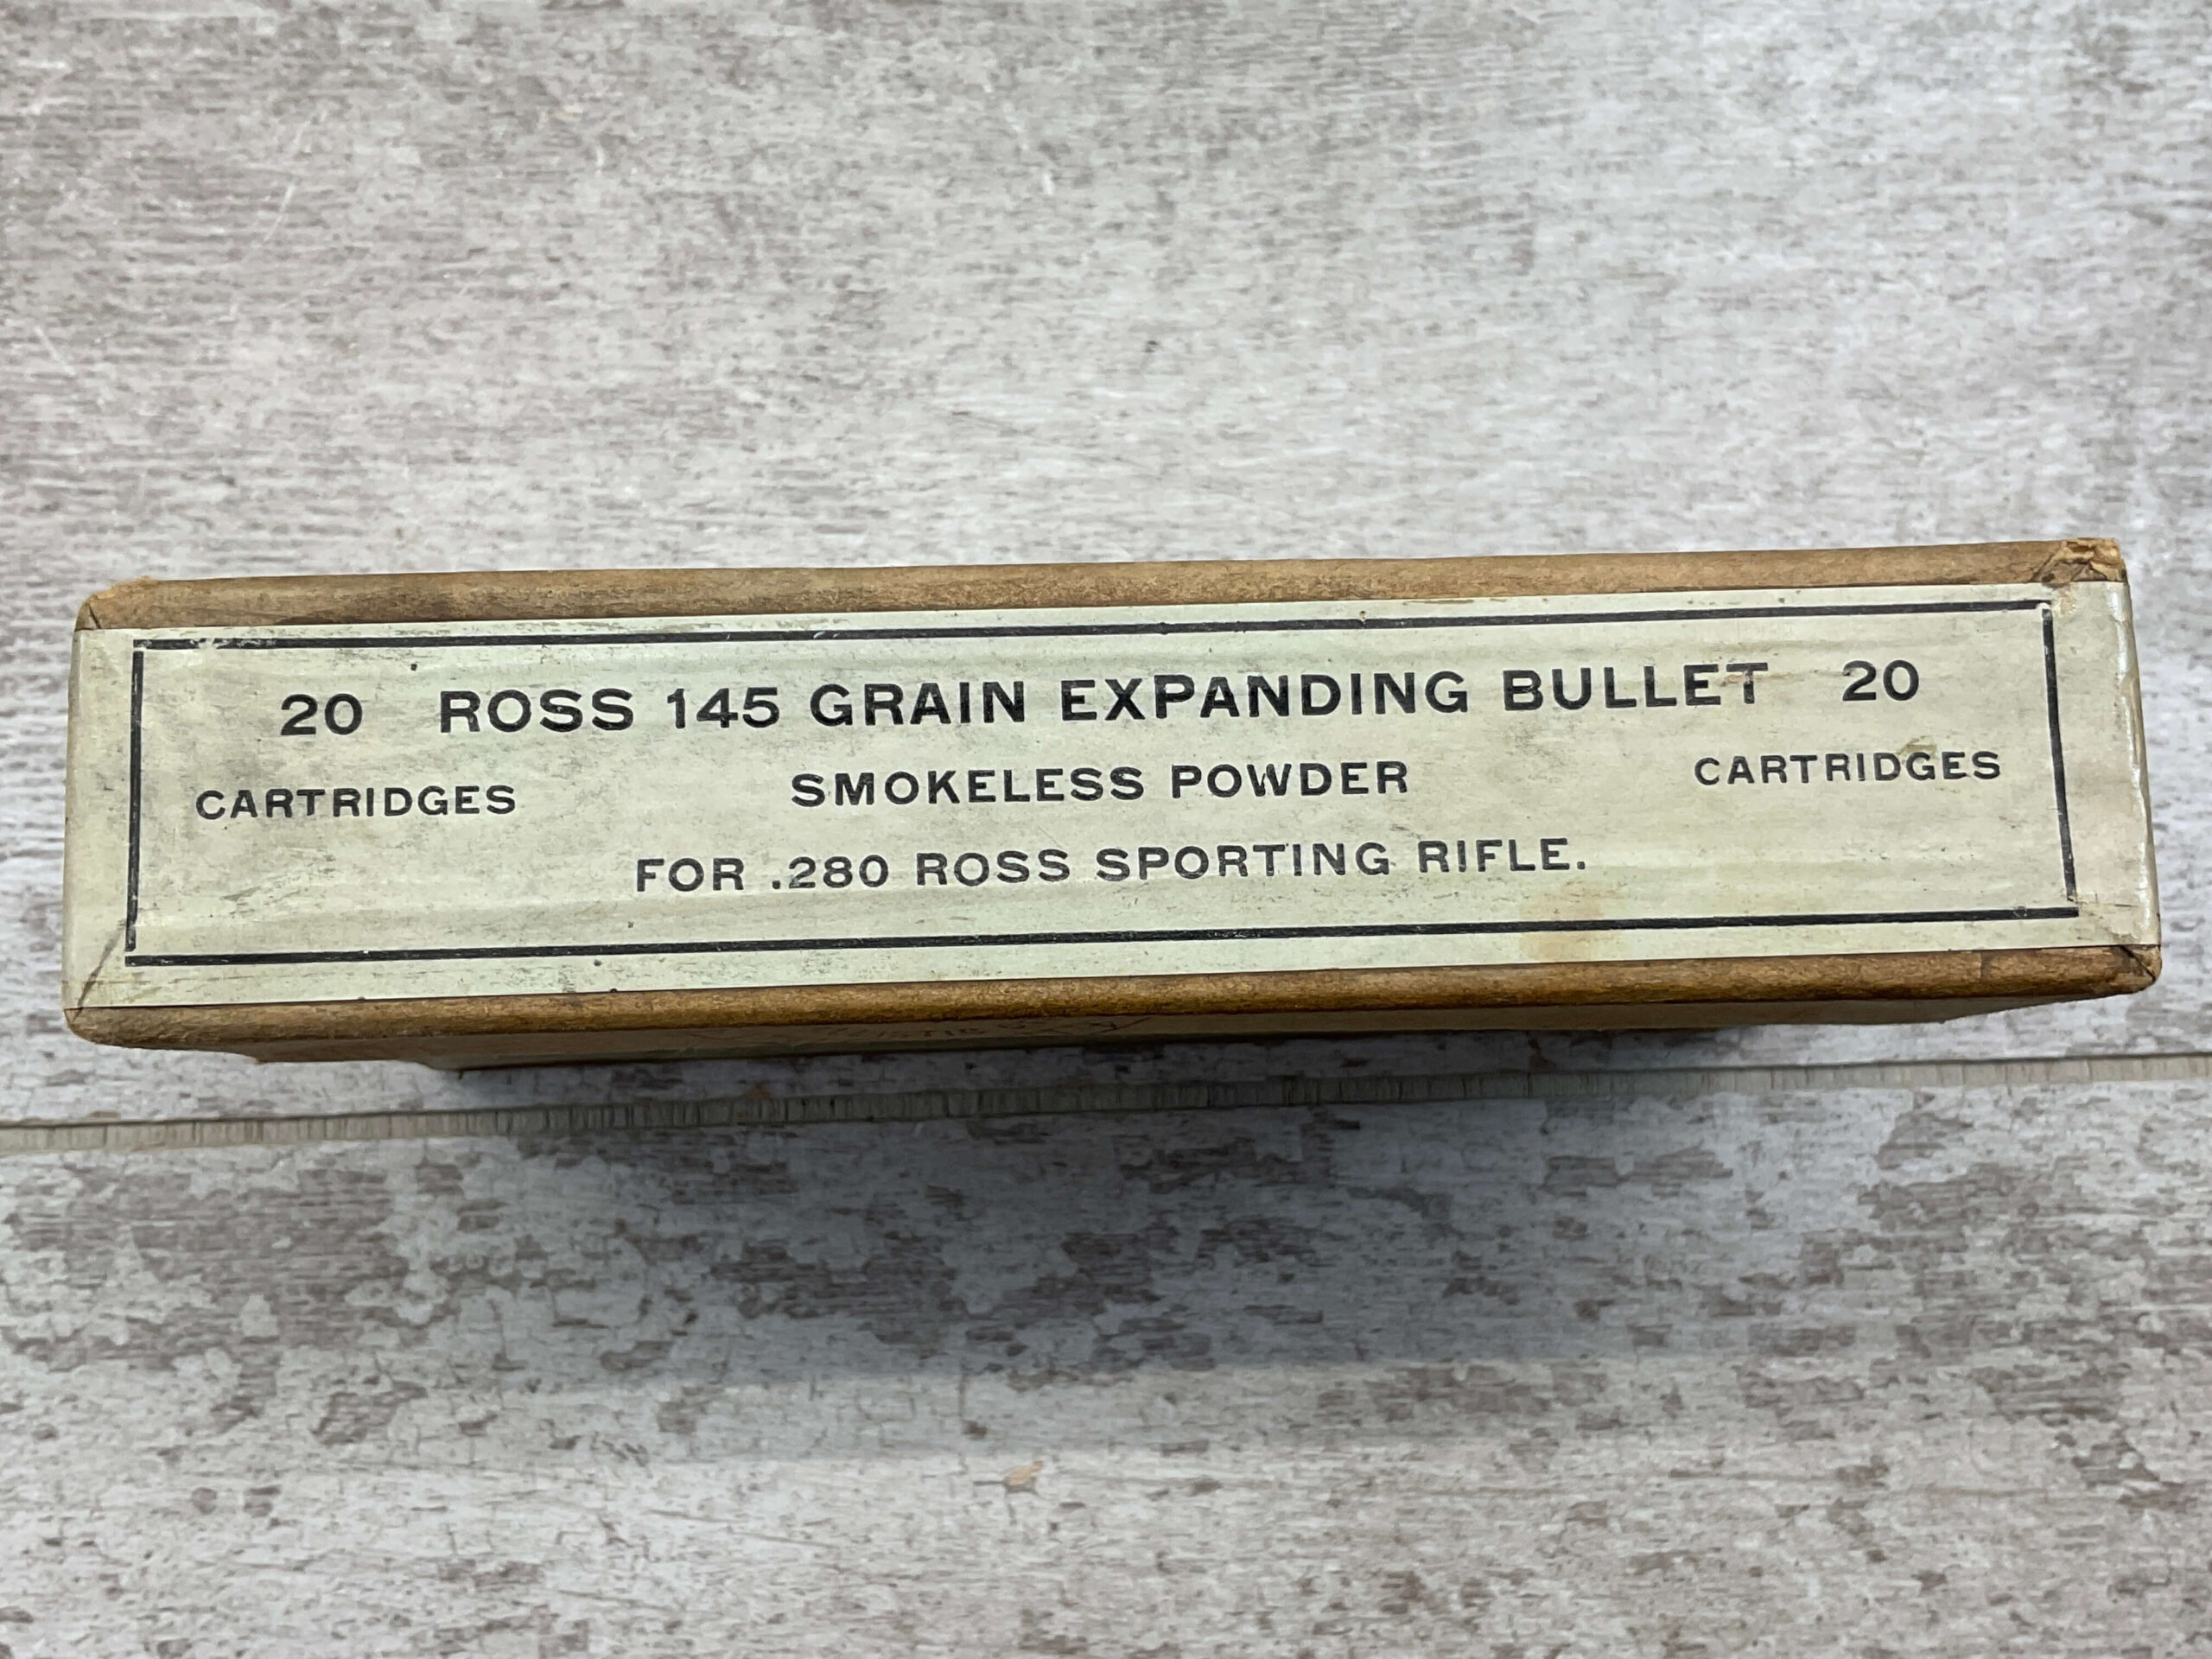 20 ROSS 145 GRAIN EXPANDING BULLET 20
CARTRIDGES SMOKELESS POWDER CARTRIDGES
FOR .280 ROSS SPORTING RIFLE.